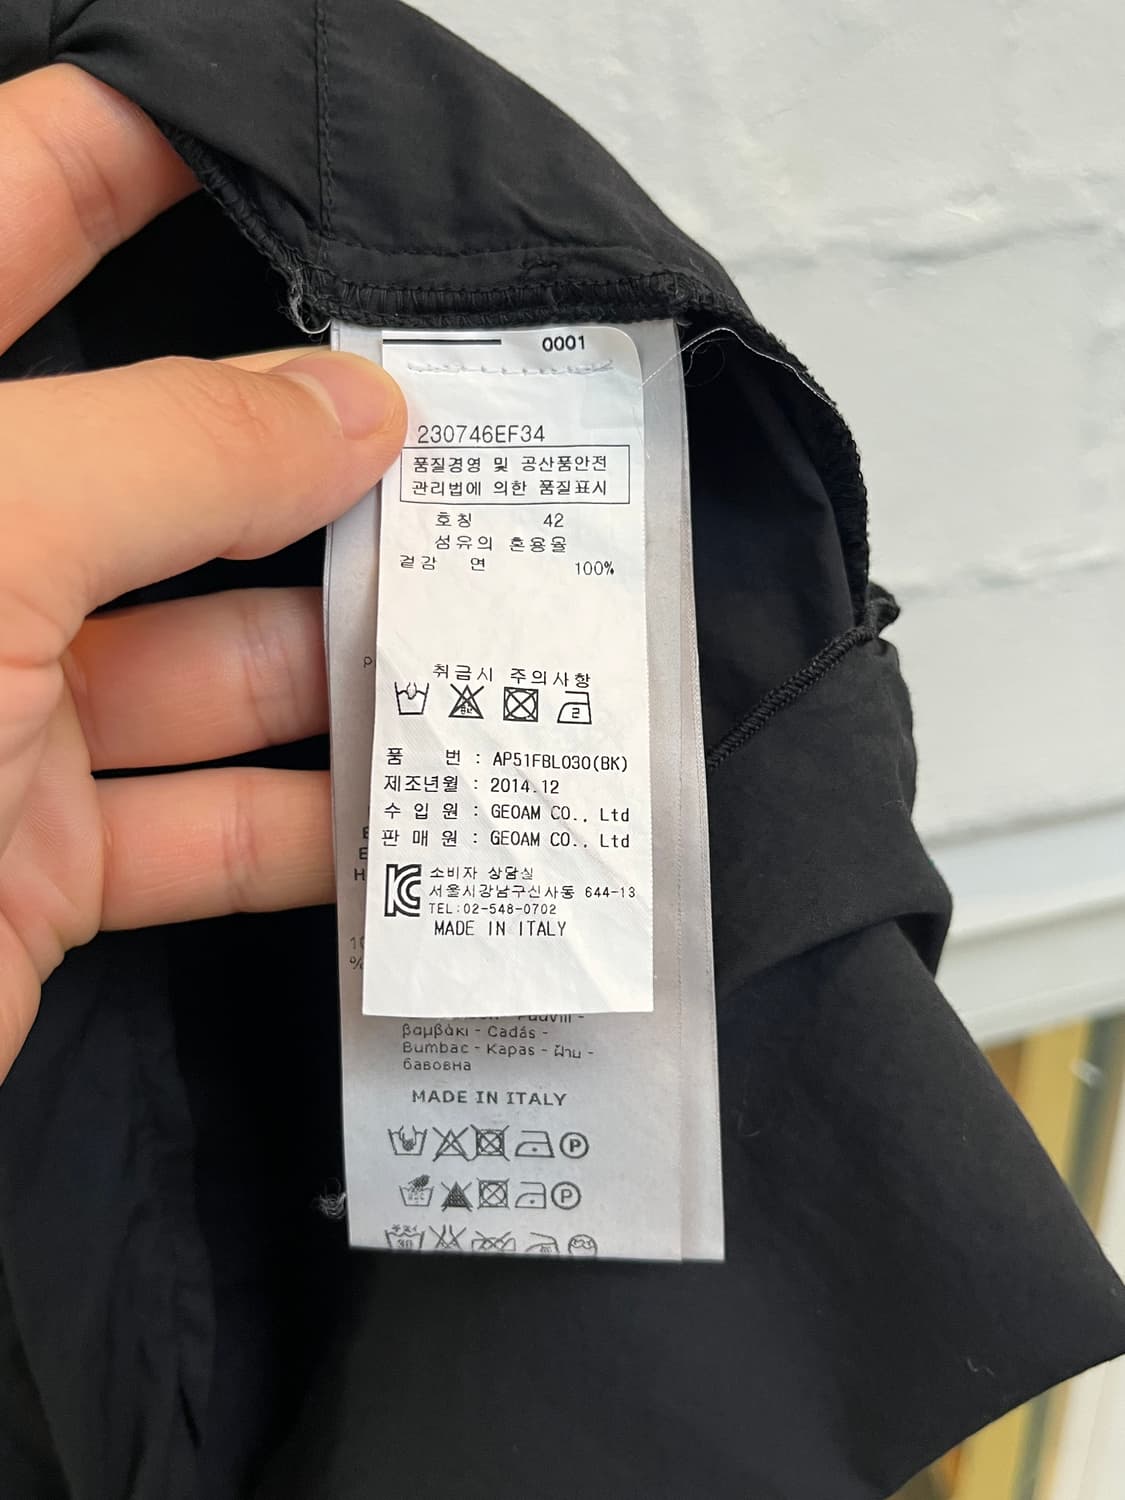 0001
230746EF34
품질경영 및 공산품안전
관리법에 의한 품질표시
호칭 42
섬유의 혼용율
겉감 연 100%
취급시 주의사항
품 번 : AP51FBL030(BK)
제조년월 : 2014.12
수 입 원 : GEOAM CO., Ltd
판 매 원 : GEOAM CO., Ltd
소비자 상담실
서울시강남구신사동 644-13
TEL:02-548-0702
MADE IN ITALY
βαμβάκι - Cadás -
Bumbac - Kapas - ฝ้าย -
бавовна
MADE IN ITALY